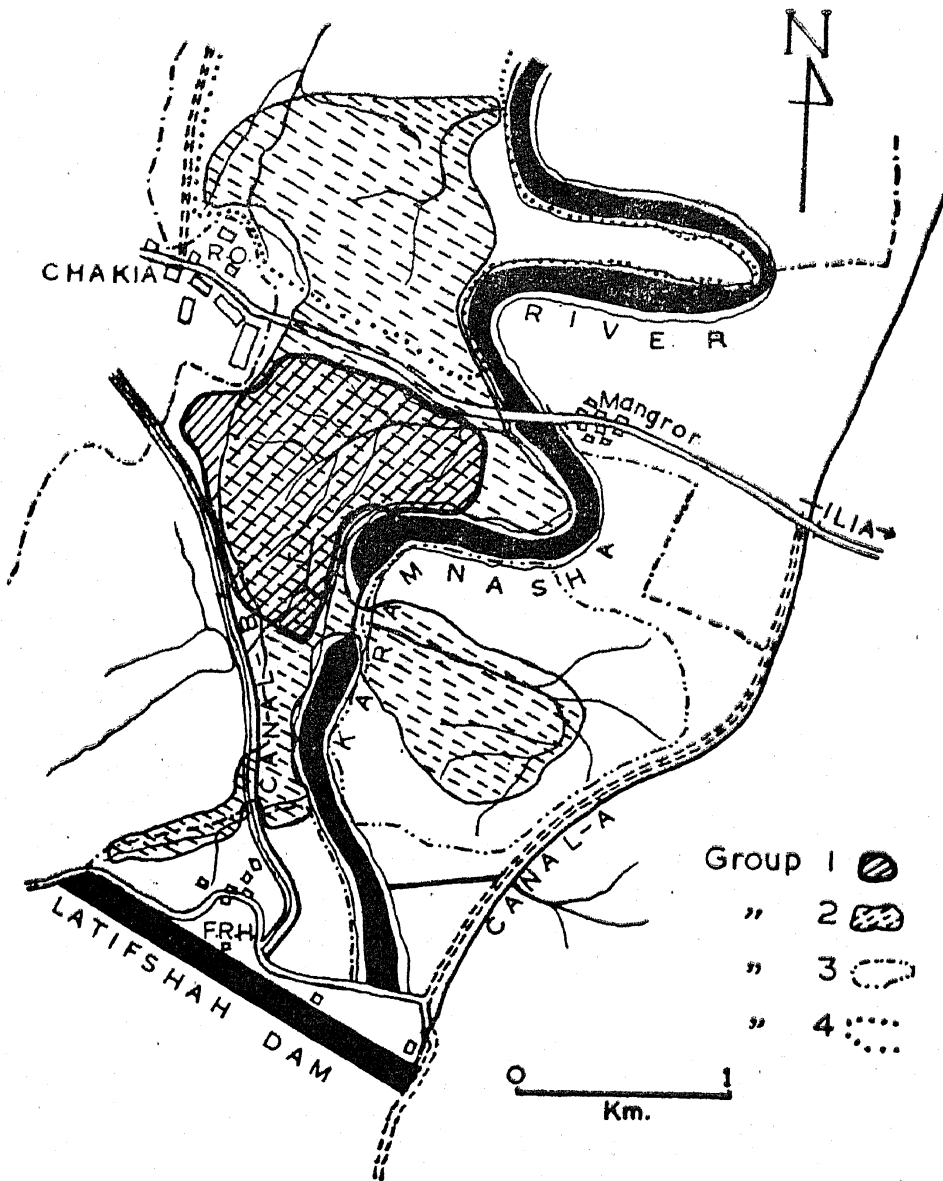 N
R.O.
CHAKIA
RIVER
Mangror
ILIA
KARAMNASHA
CANAL-B
CANAL-A
F.R.H.
LATIFSHAH DAM
Group 1
" 2
" 3
" 4
0 1
Km.